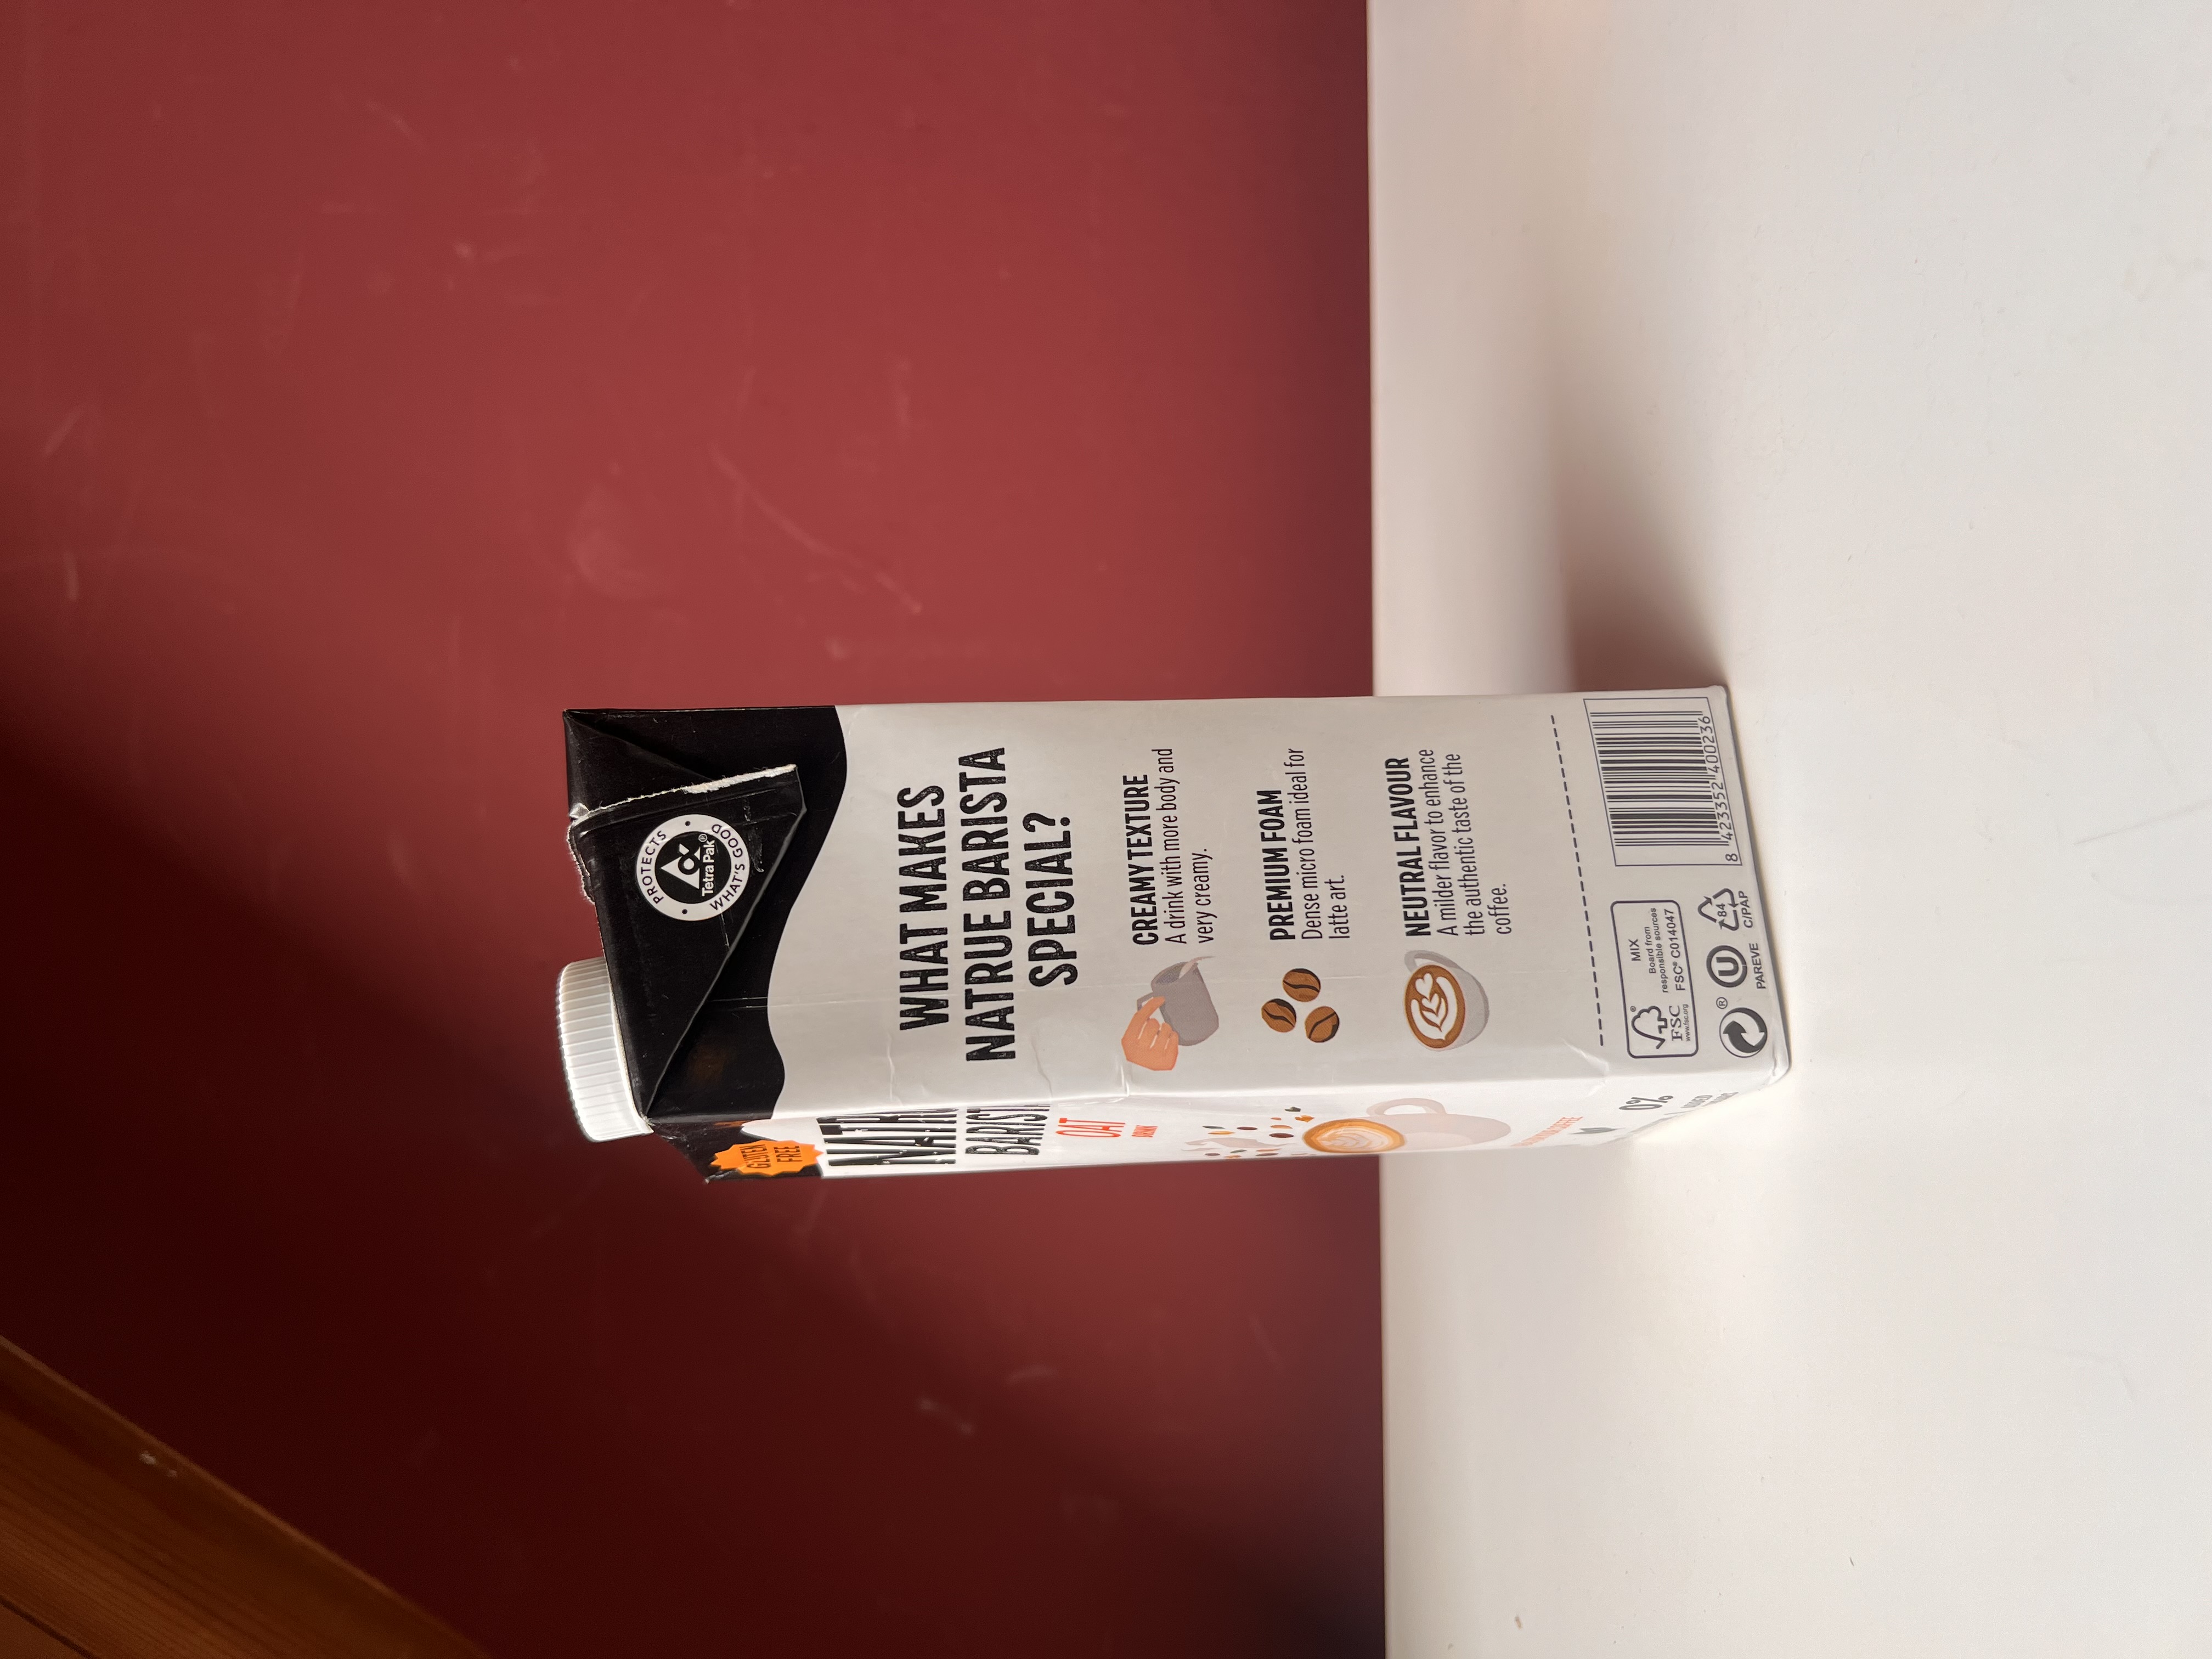 PROTECTS
Tetra Pak®
WHAT'S GOOD
GLUTEN
FREE
BARIST
OAT
DRINK
0%
WHAT MAKES
NATRUE BARISTA
SPECIAL?
CREAMY TEXTURE
A drink with more body and
very creamy.
PREMIUM FOAM
Dense micro foam ideal for
latte art.
NEUTRAL FLAVOUR
A milder flavor to enhance
the authentic taste of the
coffee.
FSC®
www.fsc.org
MIX
Board from
responsible sources
FSC® C014047
®
U
PAREVE
84
C/PAP
8 423352 400236